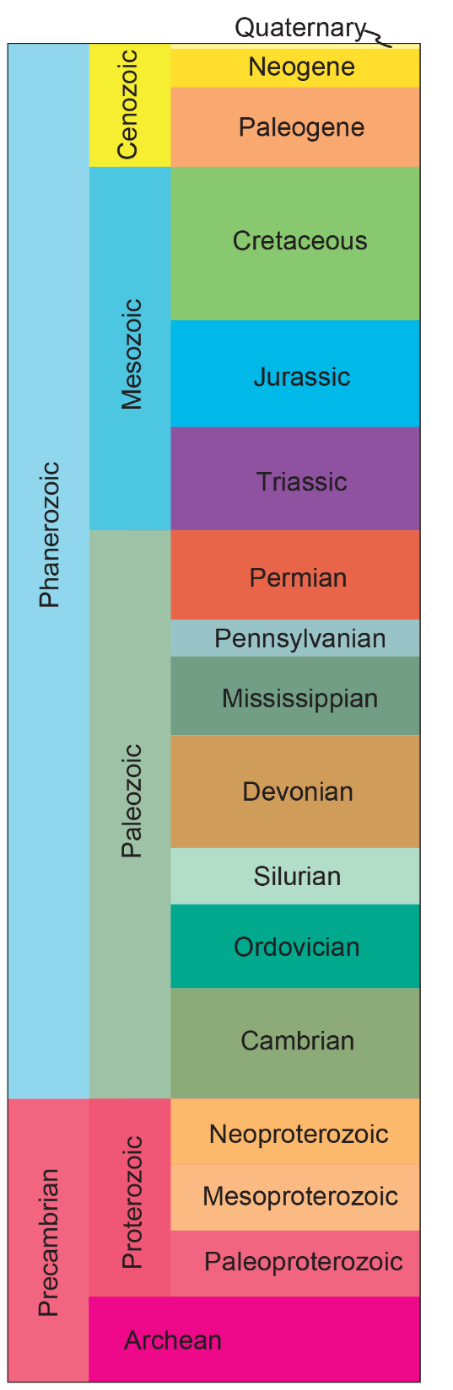 Quaternary
Neogene
Cenozoic
Paleogene
Cretaceous
Mesozoic
Jurassic
Triassic
Phanerozoic
Permian
Pennsylvanian
Mississippian
Paleozoic
Devonian
Silurian
Ordovician
Cambrian
Neoproterozoic
Proterozoic
Mesoproterozoic
Precambrian
Paleoproterozoic
Archean